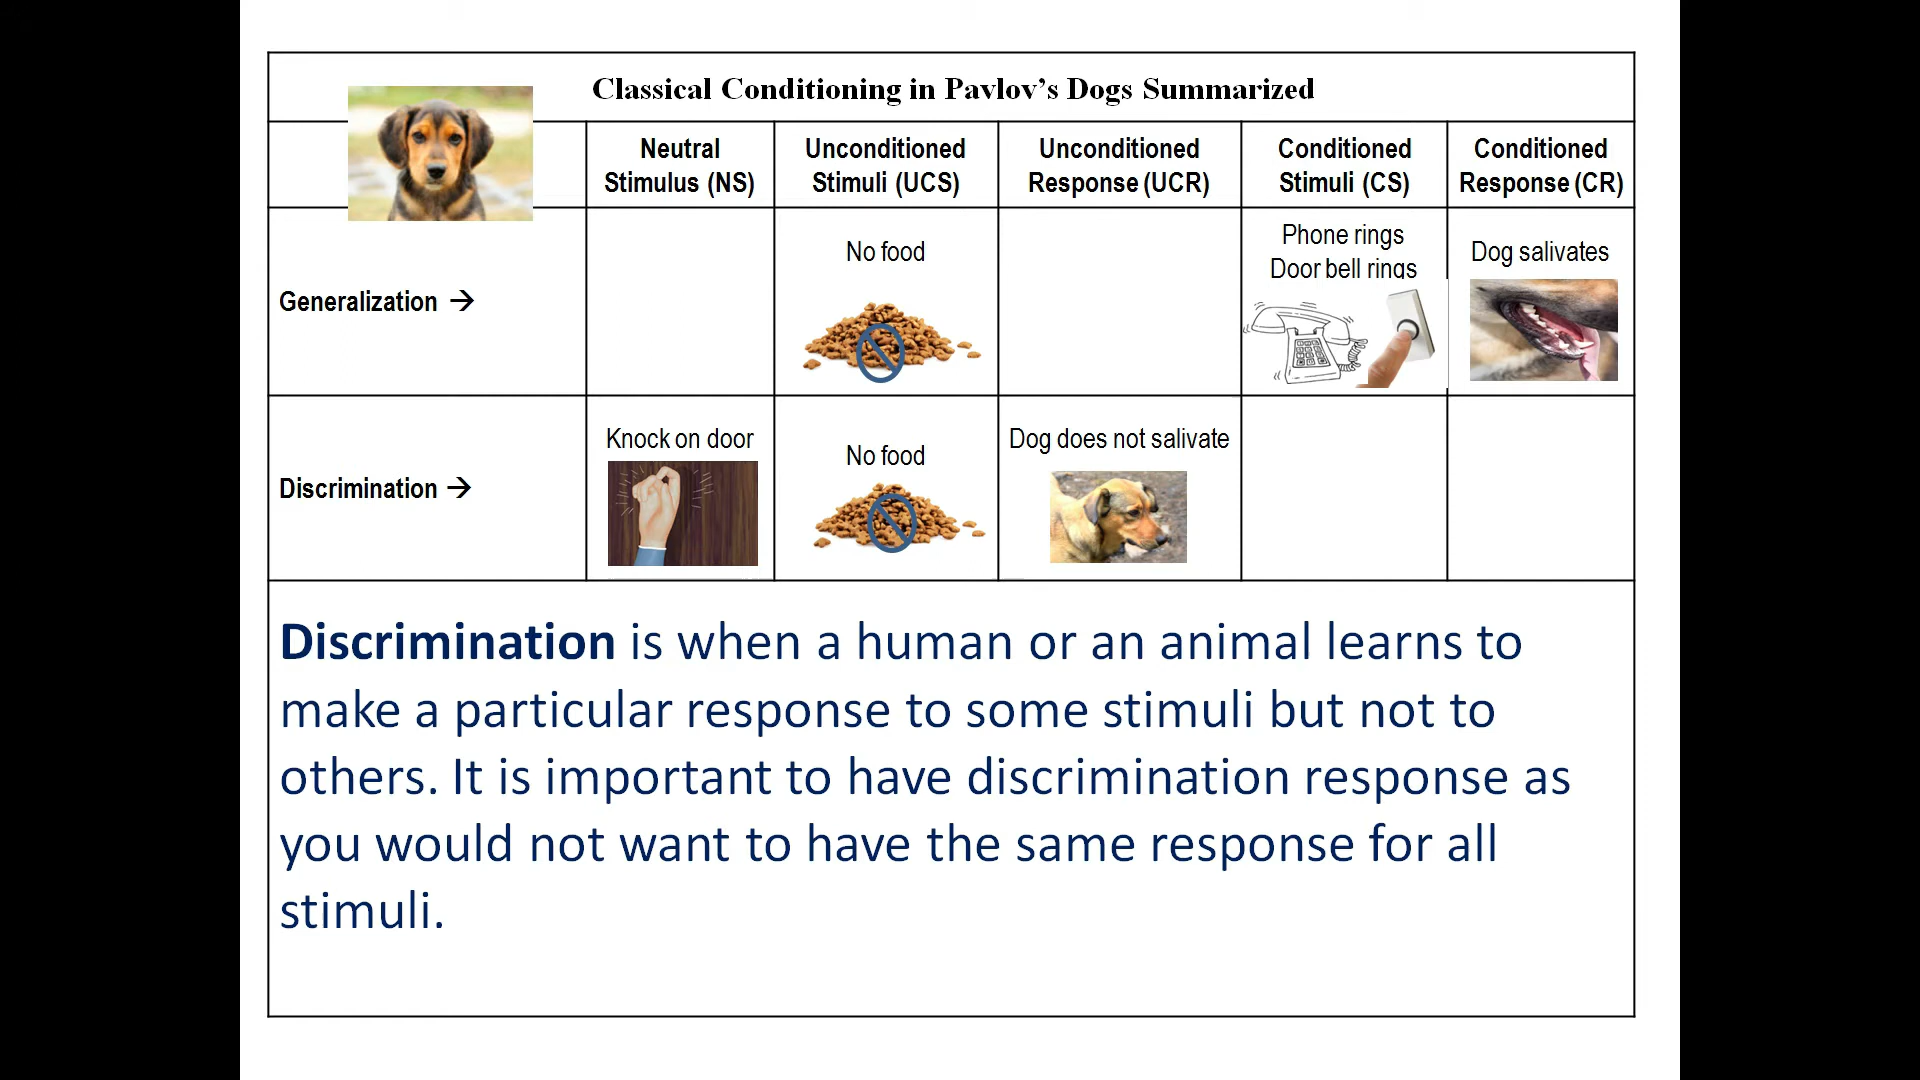 Classical Conditioning in Pavlov’s Dogs Summarized
Neutral
Stimulus (NS)
Unconditioned
Stimuli (UCS)
Unconditioned
Response (UCR)
Conditioned
Stimuli (CS)
Conditioned
Response (CR)
Generalization →
No food
Phone rings
Door bell rings
Dog salivates
Discrimination →
Knock on door
No food
Dog does not salivate
Discrimination is when a human or an animal learns to
make a particular response to some stimuli but not to
others. It is important to have discrimination response as
you would not want to have the same response for all
stimuli.